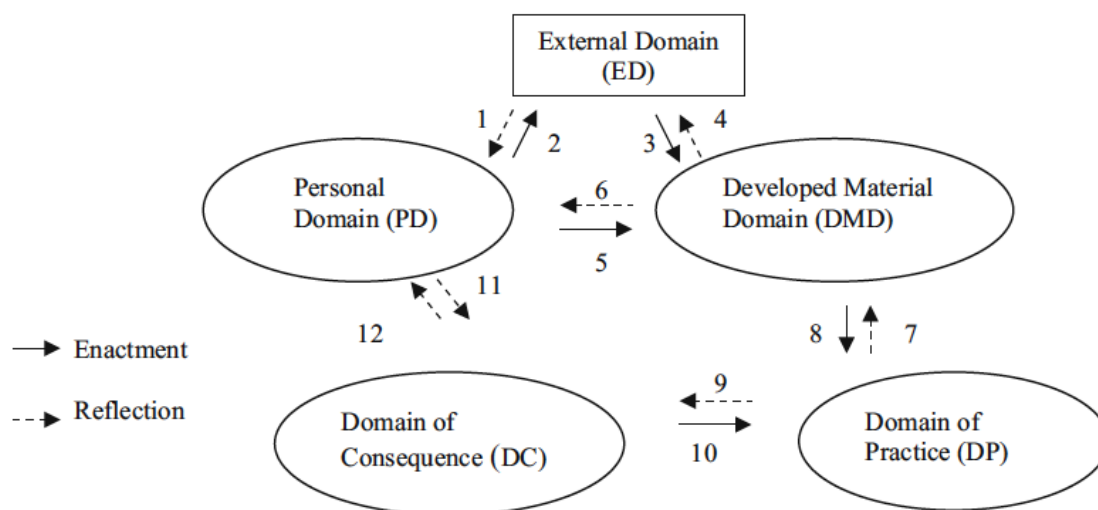 External Domain
(ED)
1
2
3
4
Personal
Domain (PD)
6
5
Developed Material
Domain (DMD)
11
12
8
7
Enactment
Reflection
9
10
Domain of
Consequence (DC)
Domain of
Practice (DP)